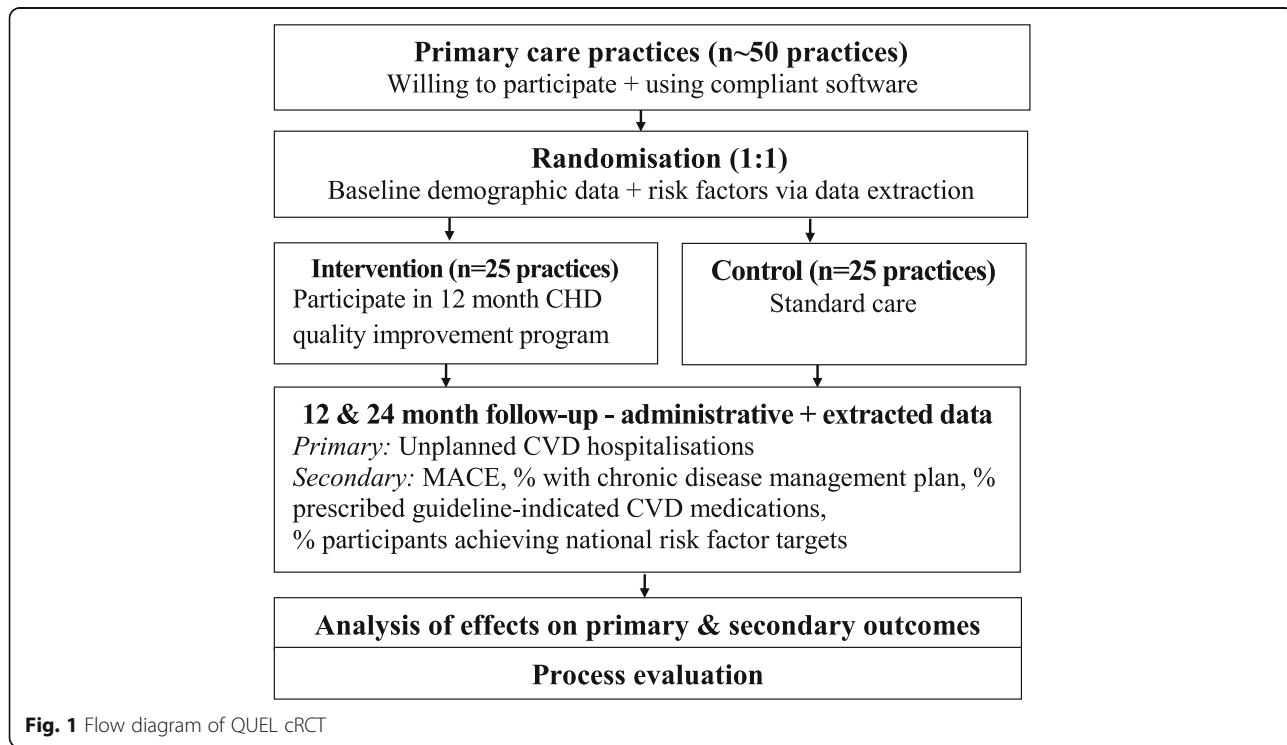 Primary care practices (n~50 practices)
Willing to participate + using compliant software
Randomisation (1:1)
Baseline demographic data + risk factors via data extraction
Intervention (n=25 practices)
Participate in 12 month CHD
quality improvement program
Control (n=25 practices)
Standard care
12 & 24 month follow-up - administrative + extracted data
Primary: Unplanned CVD hospitalisations
Secondary: MACE, % with chronic disease management plan, %
prescribed guideline-indicated CVD medications,
% participants achieving national risk factor targets
Analysis of effects on primary & secondary outcomes
Process evaluation
Fig. 1 Flow diagram of QUEL cRCT